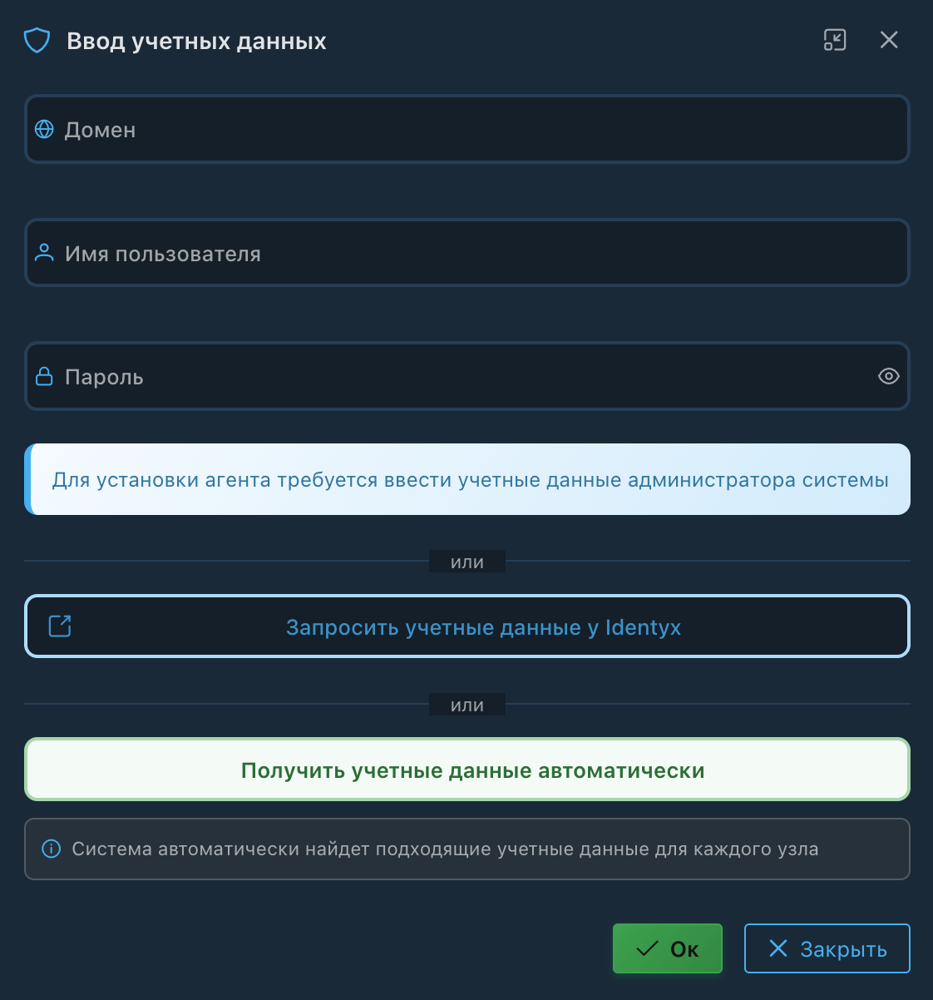 Ввод учетных данных
Домен
Имя пользователя
Пароль
Для установки агента требуется ввести учетные данные администратора системы
или
Запросить учетные данные у Identyx
или
Получить учетные данные автоматически
Система автоматически найдет подходящие учетные данные для каждого узла
Ок
Закрыть